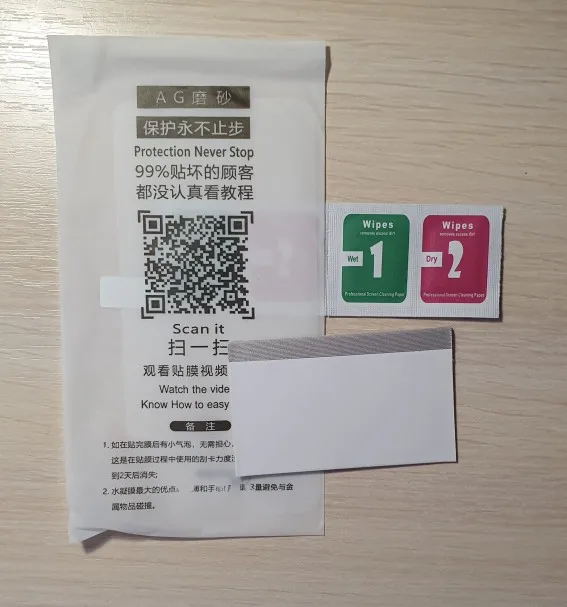 AG磨砂
保护永不止步
Protection Never Stop
99%贴坏的顾客
都没认真看教程
Scan it
扫一扫
观看贴膜视频
Watch the vide
Know How to easy
备 注
1. 如在贴完膜后有小气泡，无需担心，
这是在贴膜过程中使用的刮卡力度
到2天后消失;
2. 水凝膜最大的优点 和手 量避免与金
属物品碰撞。
Wipes
Wet
1
Professional Screen Cleaning Paper
Wipes
Dry
2
Professional Screen Cleaning Paper